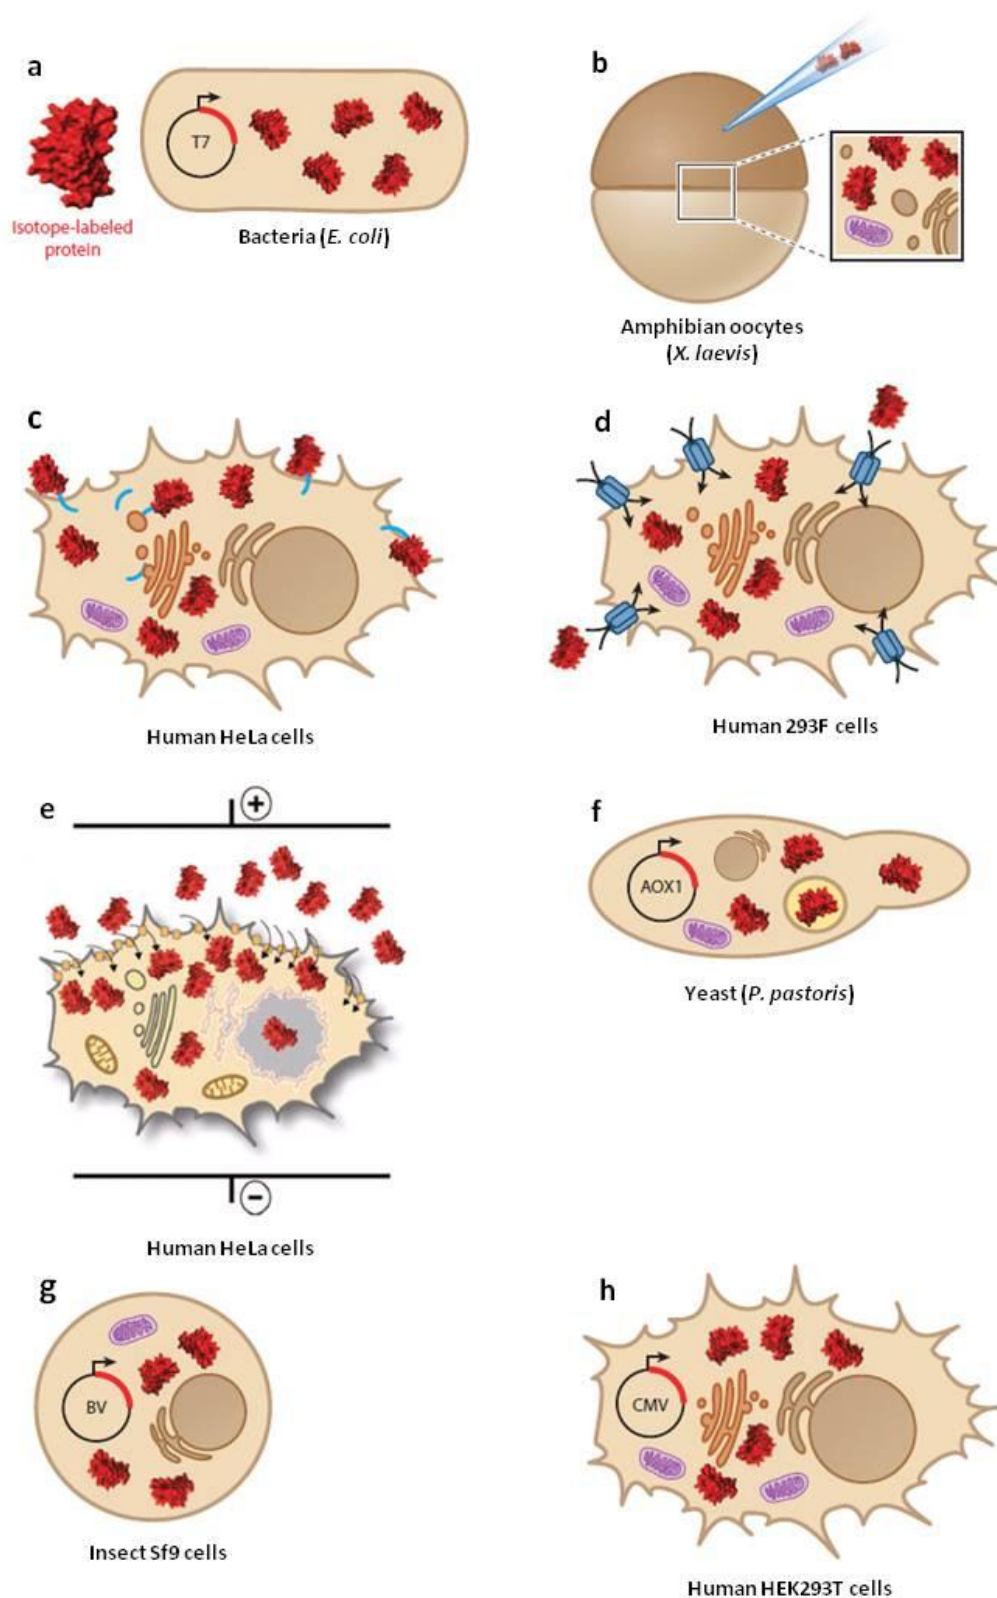 a
T7
Isotope-labeled
protein
Bacteria (E. coli)
b
Amphibian oocytes
(X. laevis)
c
Human HeLa cells
d
Human 293F cells
e
+
−
Human HeLa cells
f
AOX1
Yeast (P. pastoris)
g
BV
Insect Sf9 cells
h
CMV
Human HEK293T cells